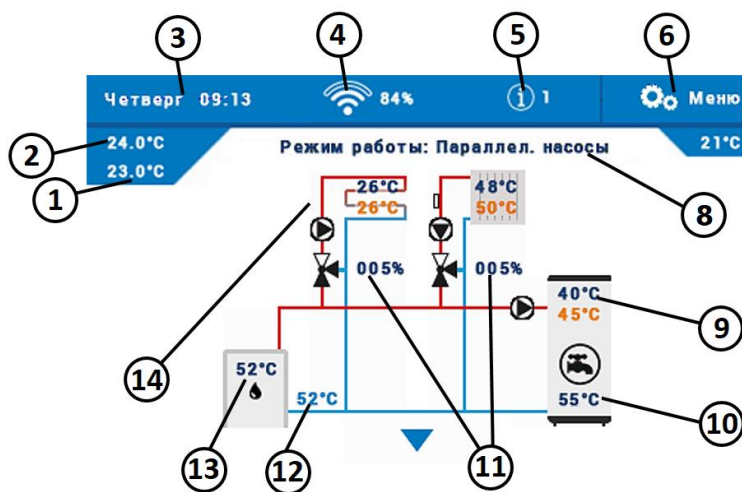 3
4
5
6
Четверг 09:13
84%
i 1
Меню
2
24.0°C
Режим работы: Параллел. насосы
21°C
1
23.0°C
8
26°C
48°C
26°C
50°C
005%
005%
40°C
9
45°C
14
52°C
52°C
55°C
10
13
12
11